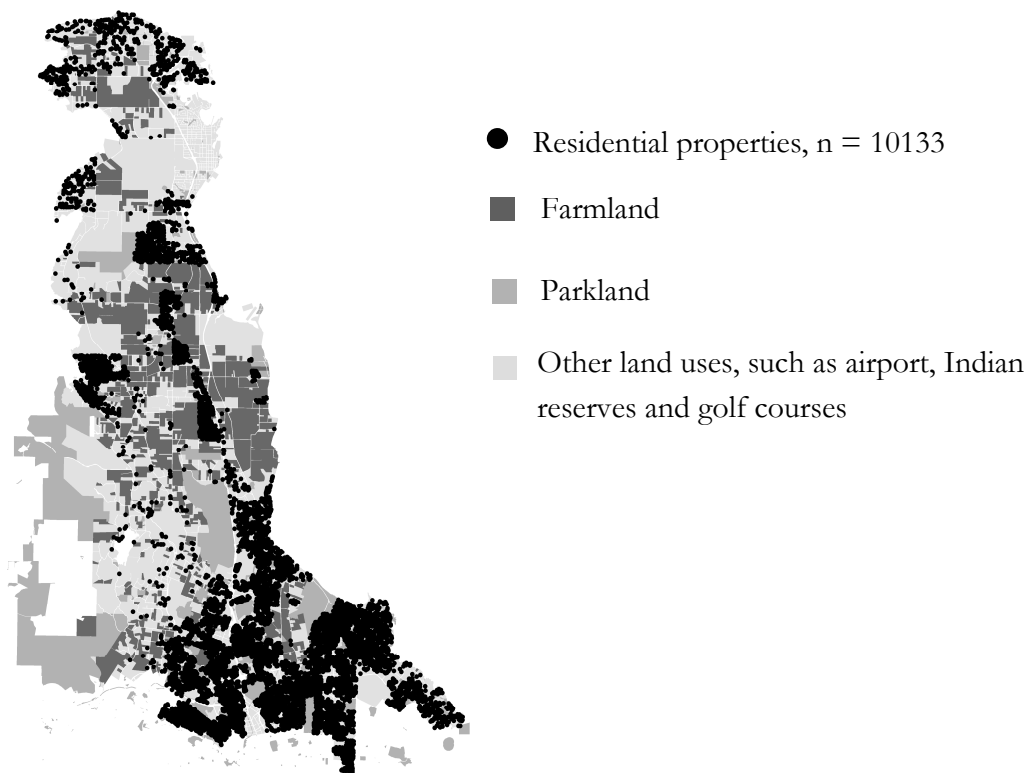 Residential properties, n = 10133
Farmland
Parkland
Other land uses, such as airport, Indian
reserves and golf courses